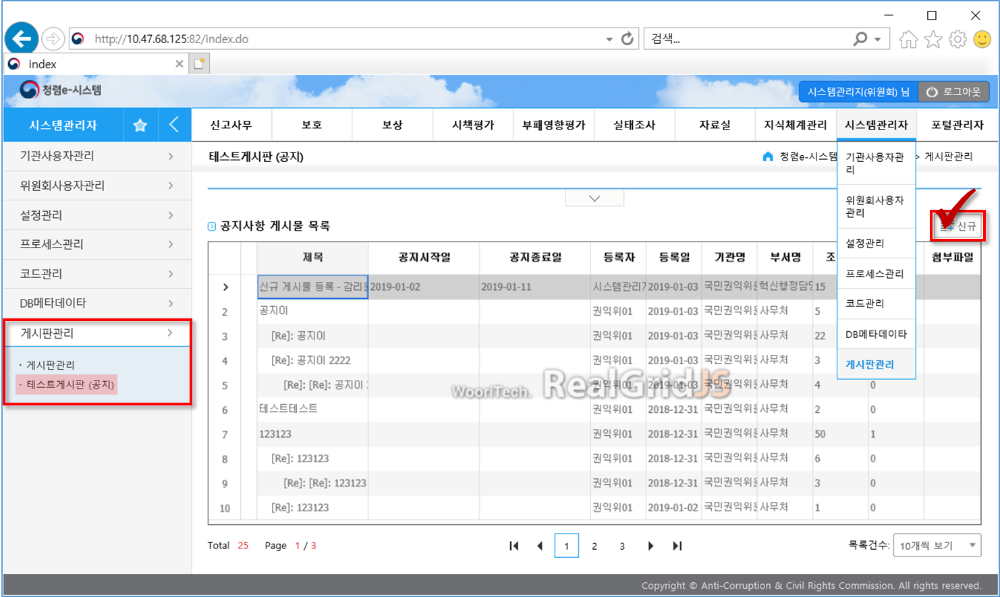 http://10.47.68.125:82/index.do
검색...
index
청렴e-시스템
시스템관리지(위원회) 님
로그아웃
시스템관리자
신고사무 보호 보상 시책평가 부패영향평가 실태조사 자료실 지식체계관리 시스템관리자 포털관리자
기관사용자관리
위원회사용자관리
설정관리
프로세스관리
코드관리
DB메타데이타
게시판관리
· 게시판관리
· 테스트게시판 (공지)
테스트게시판 (공지)
청렴e-시스템 > 게시판관리
기관사용자관
리
위원회사용자
관리
설정관리
프로세스관리
코드관리
DB메타데이타
게시판관리
공지사항 게시물 목록
신규
제목 공지시작일 공지종료일 등록자 등록일 기관명 부서명 조 첨부파일
신규 게시물 등록 - 감리 2019-01-02 2019-01-11 시스템관리 2019-01-03 국민권익위 혁신행정담 15
2 공지이 권익위01 2019-01-03 국민권익위 사무처 5
3 [Re]: 공지이 권익위01 2019-01-03 국민권익위 사무처 22
4 [Re]: 공지이 2222 권익위01 2019-01-03 국민권익위 사무처 3
5 [Re]: [Re]: 공지이 권익위01 2019-01-03 국민권익위 사무처 4 0
WooriTech. RealGridJS
6 테스트테스트 권익위01 2018-12-31 국민권익위 사무처 2 0
7 123123 권익위01 2018-12-31 국민권익위 사무처 50 1
8 [Re]: 123123 권익위01 2018-12-31 국민권익위 사무처 6 0
9 [Re]: [Re]: 123123 권익위01 2018-12-31 국민권익위 사무처 3 0
10 [Re]: 123123 권익위01 2019-01-02 국민권익위 사무처 1 0
Total 25 Page 1 / 3
1 2 3
목록건수: 10개씩 보기
Copyright © Anti-Corruption & Civil Rights Commission. All rights reserved.